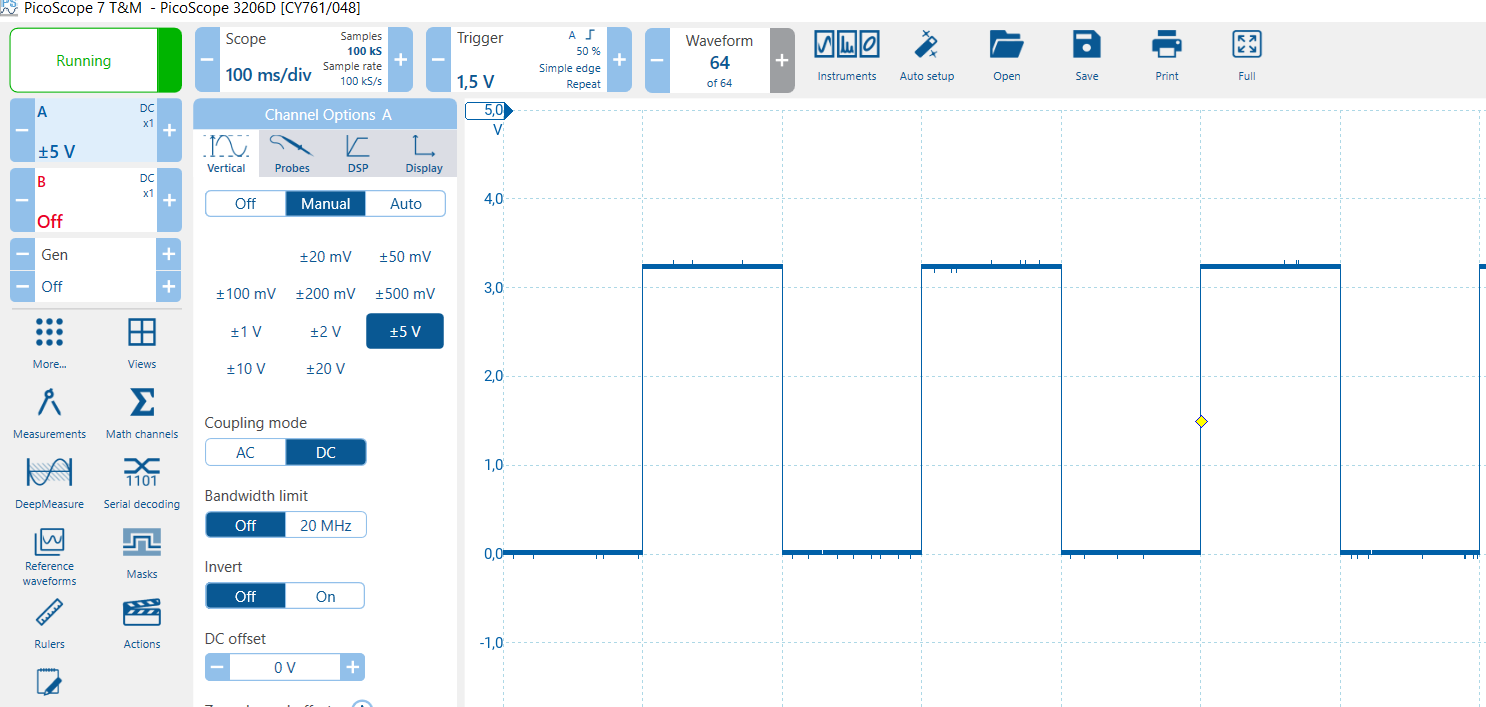 PicoScope 7 T&M - PicoScope 3206D [CY761/048]
Running
Scope
100 ms/div
Samples
100 kS
Sample rate
100 kS/s
Trigger
1,5 V
A
50 %
Simple edge
Repeat
Waveform
64
of 64
Instruments
Auto setup
Open
Save
Print
Full
A
DC
x1
±5 V
B
DC
x1
Off
Gen
Off
More...
Views
Measurements
Math channels
DeepMeasure
1101
Serial decoding
Reference
waveforms
Masks
Rulers
Actions
Channel Options A
Vertical
Probes
DSP
Display
Off
Manual
Auto
±20 mV
±50 mV
±100 mV
±200 mV
±500 mV
±1 V
±2 V
±5 V
±10 V
±20 V
Coupling mode
AC
DC
Bandwidth limit
Off
20 MHz
Invert
Off
On
DC offset
0 V
5,0
V
4,0
3,0
2,0
1,0
0,0
-1,0